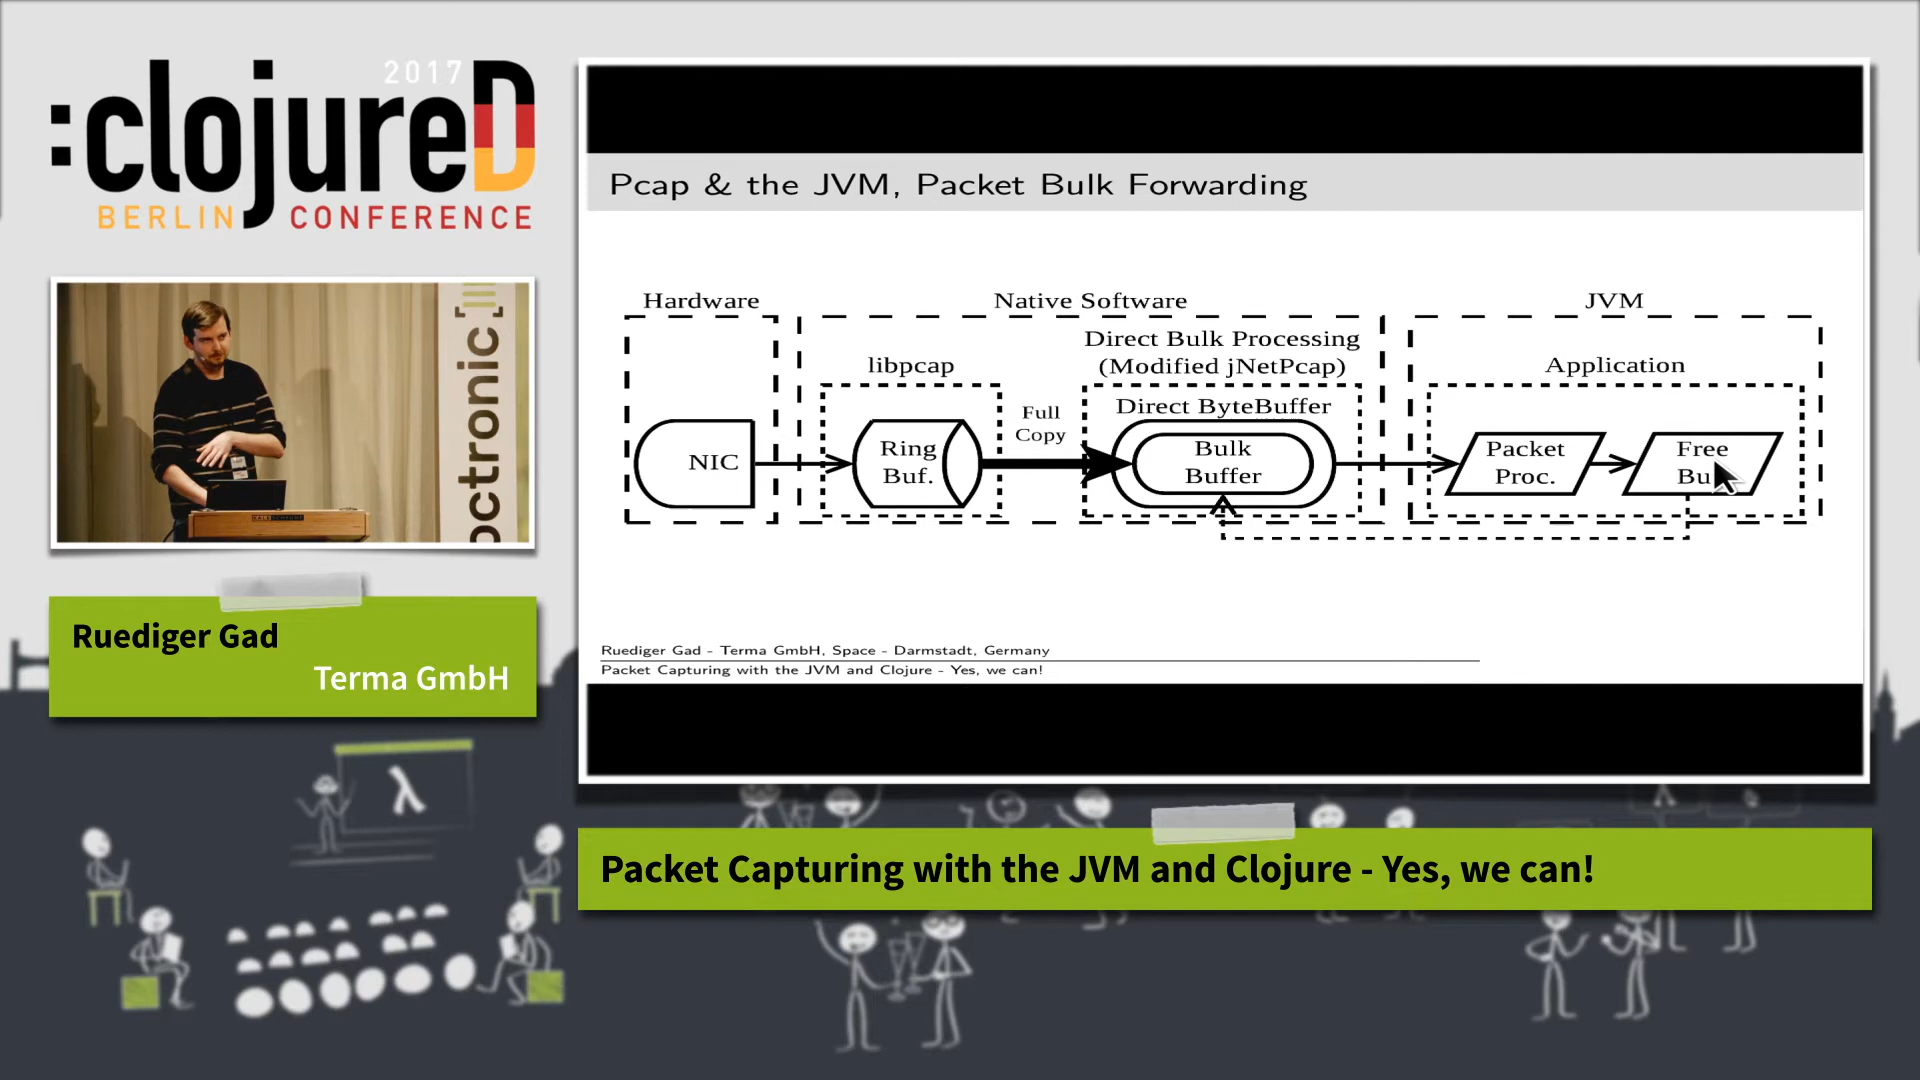 2017
:clojureD
BERLIN CONFERENCE
octronic
Ruediger Gad
Terma GmbH
Pcap & the JVM, Packet Bulk Forwarding
Hardware
Native Software
JVM
Direct Bulk Processing
(Modified jNetPcap)
libpcap
Application
Direct ByteBuffer
Full
Copy
NIC
Ring
Buf.
Bulk
Buffer
Packet
Proc.
Free
Ruediger Gad - Terma GmbH, Space - Darmstadt, Germany
Packet Capturing with the JVM and Clojure - Yes, we can!
λ
Packet Capturing with the JVM and Clojure - Yes, we can!